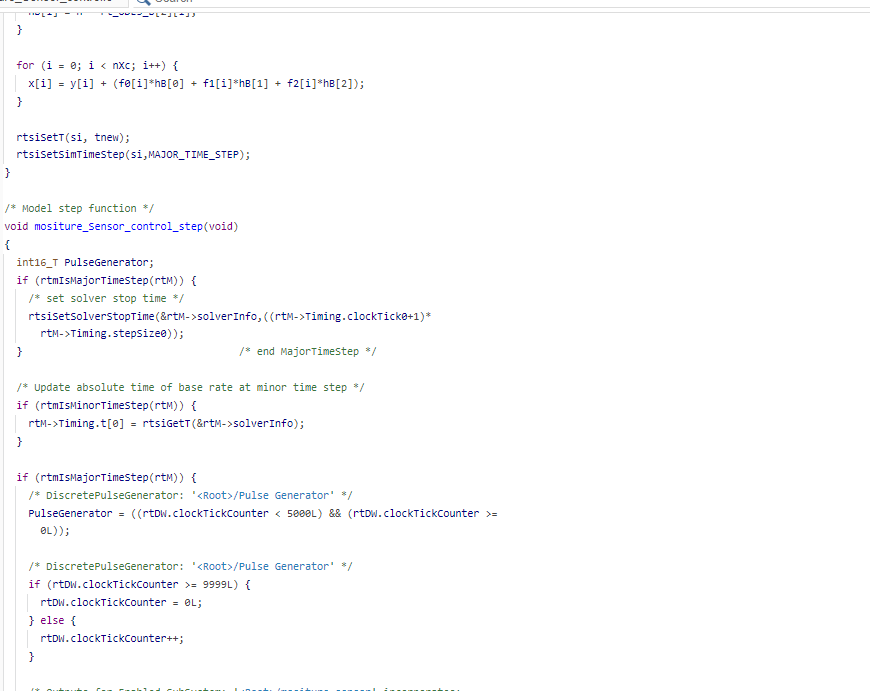 Search
}
for (i = 0; i < nXc; i++) {
x[i] = y[i] + (f0[i]*hB[0] + f1[i]*hB[1] + f2[i]*hB[2]);
}
rtsiSetT(si, tnew);
rtsiSetSimTimeStep(si,MAJOR_TIME_STEP);
}
/* Model step function */
void mositure_Sensor_control_step(void)
{
int16_T PulseGenerator;
if (rtmIsMajorTimeStep(rtM)) {
/* set solver stop time */
rtsiSetSolverStopTime(&rtM->solverInfo,((rtM->Timing.clockTick0+1)*
rtM->Timing.stepSize0));
} /* end MajorTimeStep */
/* Update absolute time of base rate at minor time step */
if (rtmIsMinorTimeStep(rtM)) {
rtM->Timing.t[0] = rtsiGetT(&rtM->solverInfo);
}
if (rtmIsMajorTimeStep(rtM)) {
/* DiscretePulseGenerator: '<Root>/Pulse Generator' */
PulseGenerator = ((rtDW.clockTickCounter < 5000L) && (rtDW.clockTickCounter >=
0L));
/* DiscretePulseGenerator: '<Root>/Pulse Generator' */
if (rtDW.clockTickCounter >= 9999L) {
rtDW.clockTickCounter = 0L;
} else {
rtDW.clockTickCounter++;
}